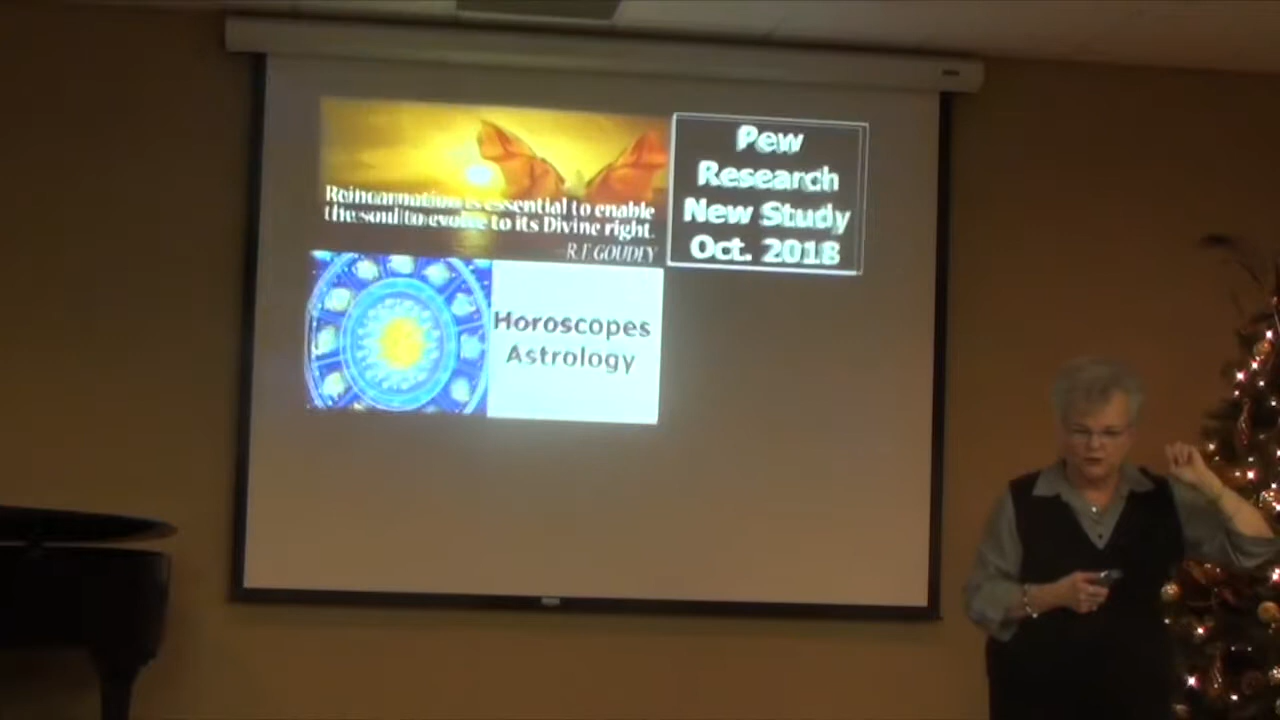 Reincarnation is essential to enable
the soul to evolve to its Divine right.
—R.F. GOUDEY
Pew
Research
New Study
Oct. 2018
Horoscopes
Astrology